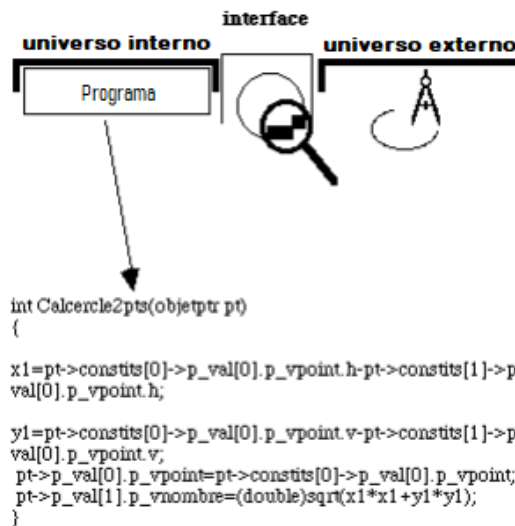 interface
universo interno
universo externo
Programa
int Calcercle2pts(objetptr pt)
{
x1=pt->constits[0]->p_val[0].p_vpoint.h-pt->constits[1]->p
val[0].p_vpoint.h;
y1=pt->constits[0]->p_val[0].p_vpoint.v-pt->constits[1]->p
val[0].p_vpoint.v;
pt->p_val[0].p_vpoint=pt->constits[0]->p_val[0].p_vpoint;
pt->p_val[1].p_vnombre=(double)sqrt(x1*x1+y1*y1);
}